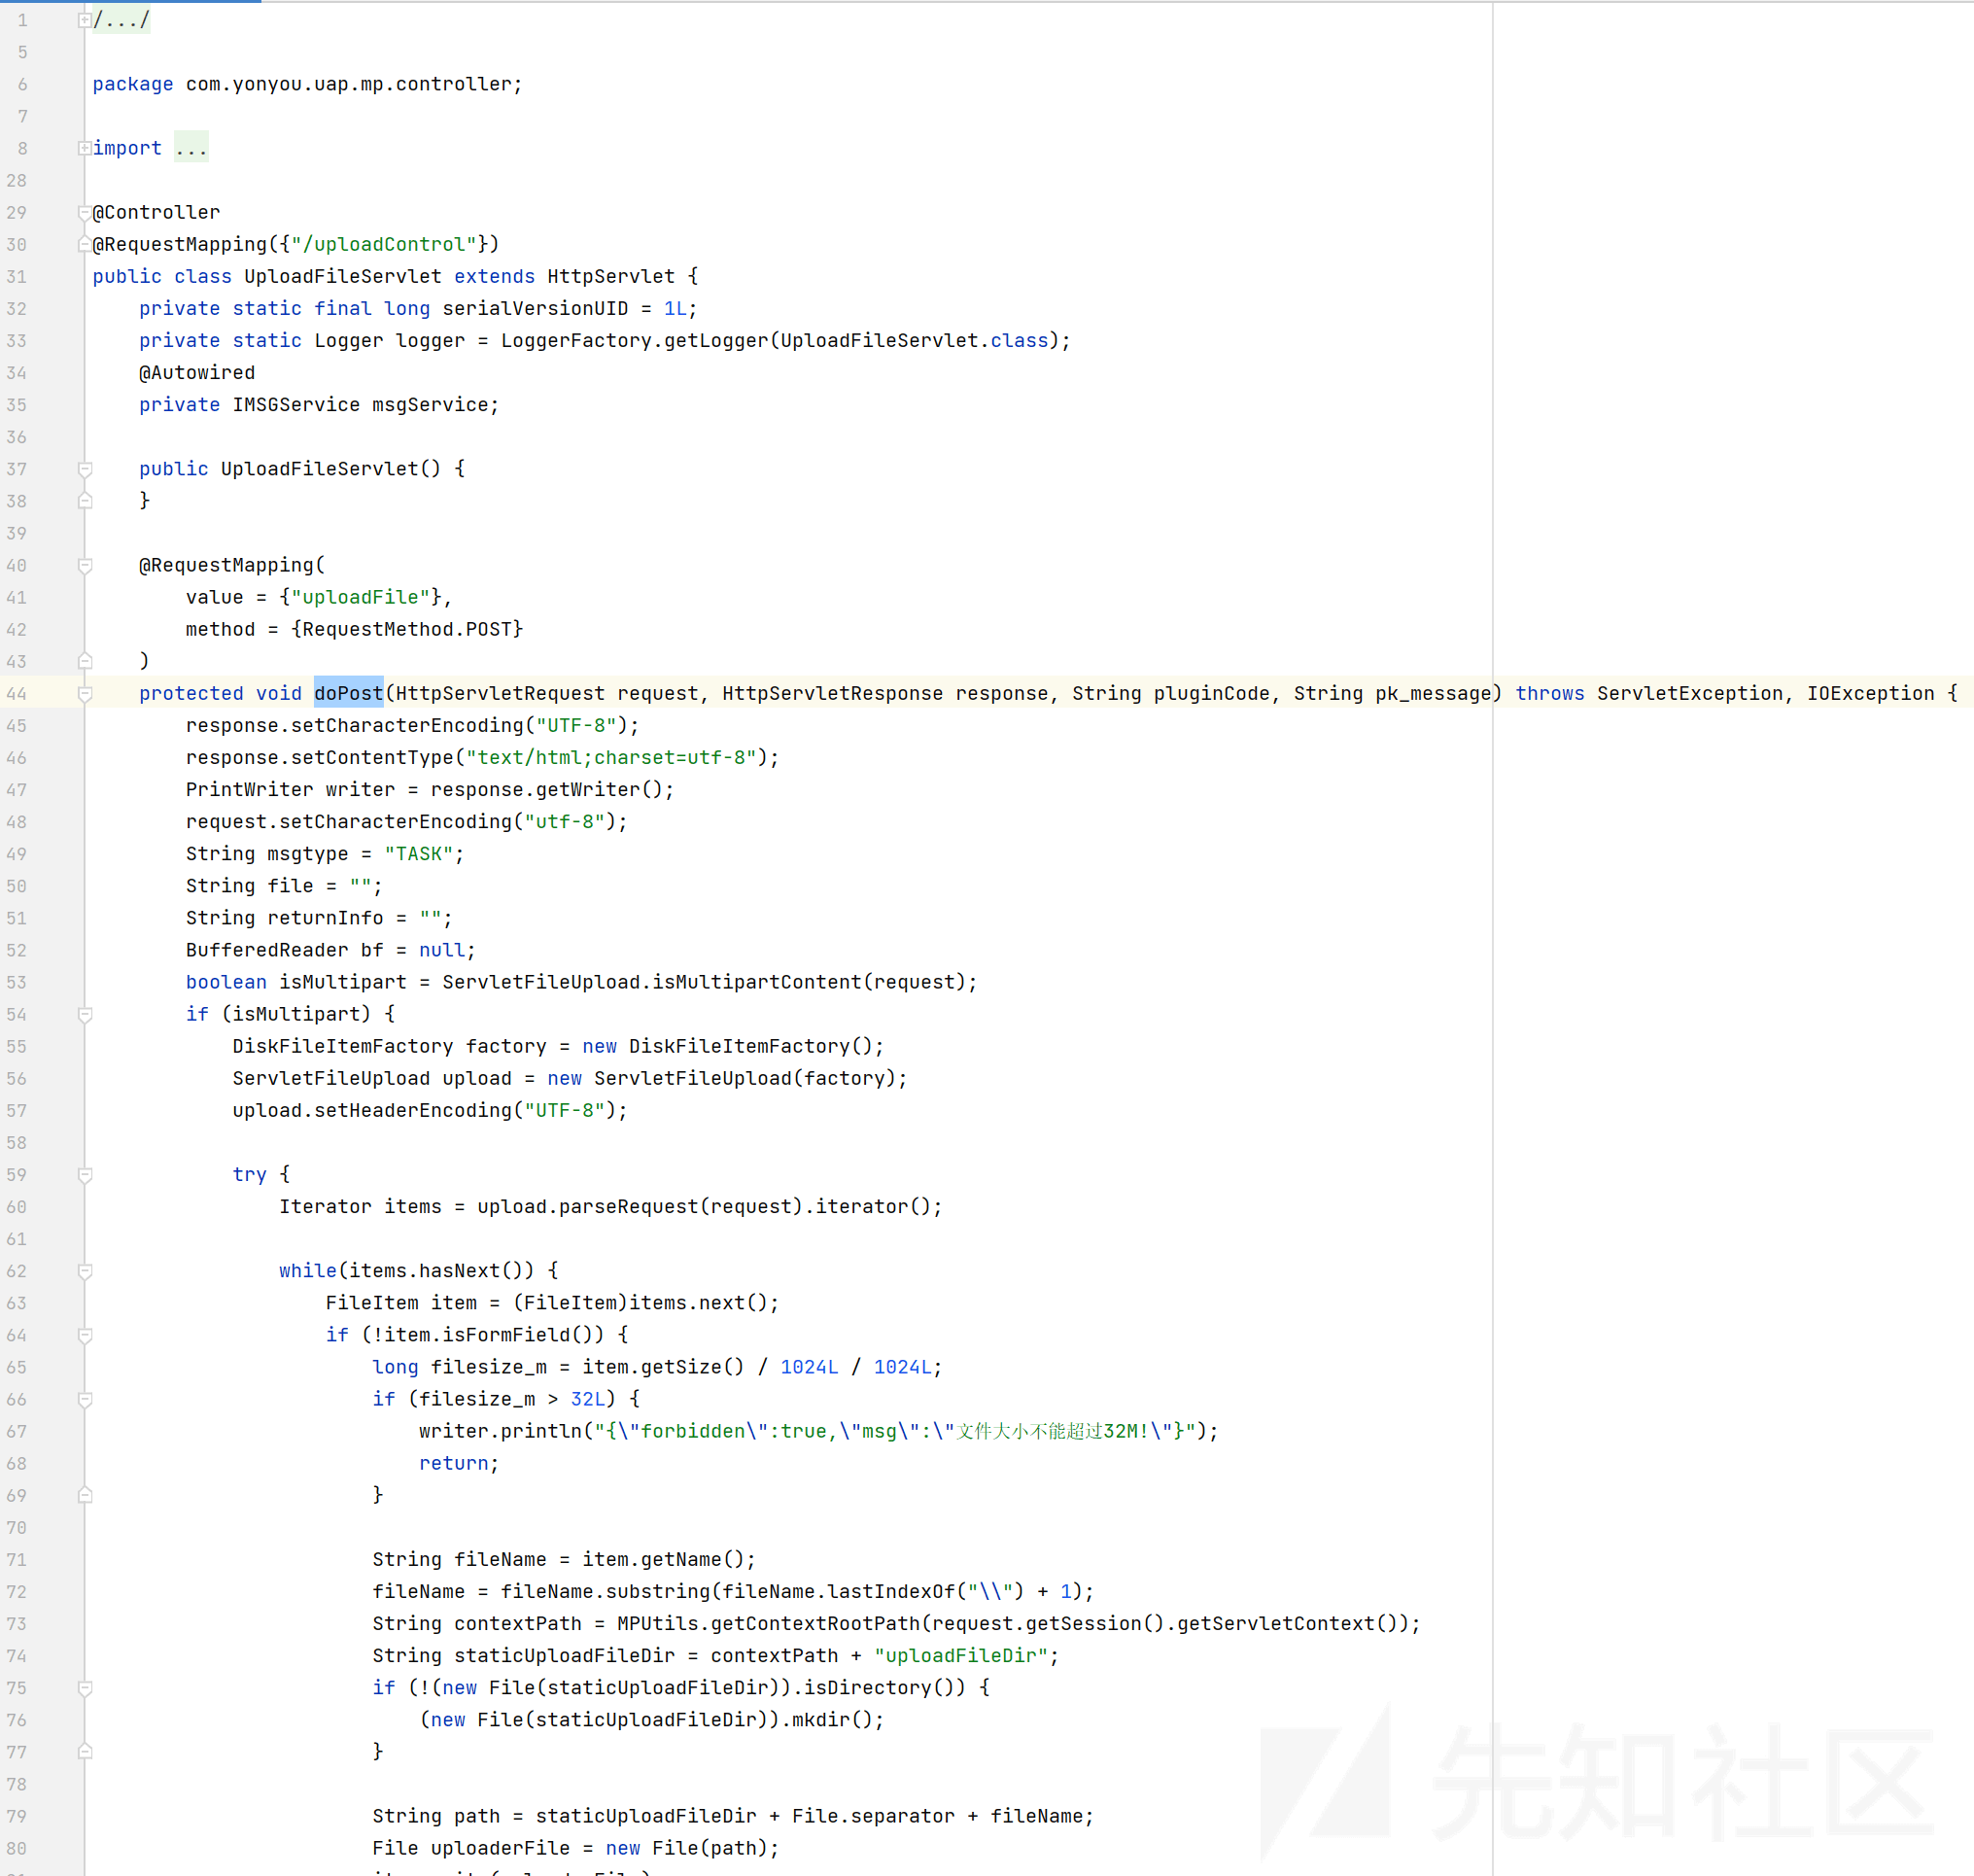 1 /.../
5
6 package com.yonyou.uap.mp.controller;
7
8 import ...
28
29 @Controller
30 @RequestMapping({"/uploadControl"})
31 public class UploadFileServlet extends HttpServlet {
32     private static final long serialVersionUID = 1L;
33     private static Logger logger = LoggerFactory.getLogger(UploadFileServlet.class);
34     @Autowired
35     private IMSGService msgService;
36
37     public UploadFileServlet() {
38     }
39
40     @RequestMapping(
41         value = {"uploadFile"},
42         method = {RequestMethod.POST}
43     )
44     protected void doPost(HttpServletRequest request, HttpServletResponse response, String pluginCode, String pk_message) throws ServletException, IOException {
45         response.setCharacterEncoding("UTF-8");
46         response.setContentType("text/html;charset=utf-8");
47         PrintWriter writer = response.getWriter();
48         request.setCharacterEncoding("utf-8");
49         String msgtype = "TASK";
50         String file = "";
51         String returnInfo = "";
52         BufferedReader bf = null;
53         boolean isMultipart = ServletFileUpload.isMultipartContent(request);
54         if (isMultipart) {
55             DiskFileItemFactory factory = new DiskFileItemFactory();
56             ServletFileUpload upload = new ServletFileUpload(factory);
57             upload.setHeaderEncoding("UTF-8");
58
59             try {
60                 Iterator items = upload.parseRequest(request).iterator();
61
62                 while(items.hasNext()) {
63                     FileItem item = (FileItem)items.next();
64                     if (!item.isFormField()) {
65                         long filesize_m = item.getSize() / 1024L / 1024L;
66                         if (filesize_m > 32L) {
67                             writer.println("{\"forbidden\":true,\"msg\":\"文件大小不能超过32M!\"}");
68                             return;
69                         }
70
71                         String fileName = item.getName();
72                         fileName = fileName.substring(fileName.lastIndexOf("\\") + 1);
73                         String contextPath = MPUtils.getContextRootPath(request.getSession().getServletContext());
74                         String staticUploadFileDir = contextPath + "uploadFileDir";
75                         if (!(new File(staticUploadFileDir)).isDirectory()) {
76                             (new File(staticUploadFileDir)).mkdir();
77                         }
78
79                         String path = staticUploadFileDir + File.separator + fileName;
80                         File uploaderFile = new File(path);
先知社区